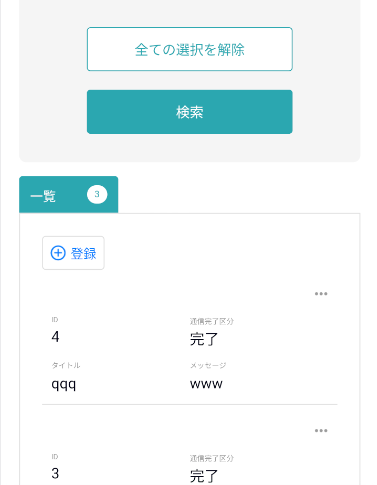 全ての選択を解除
検索
一覧 3
登録
ID 通信完了区分
4 完了
タイトル メッセージ
qqq www
ID 通信完了区分
3 完了